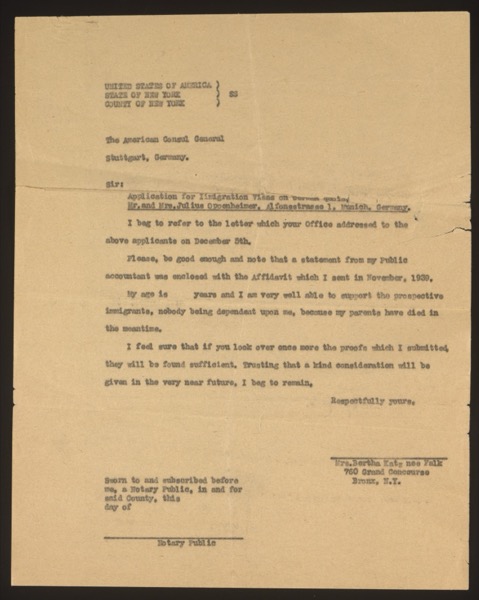 UNITED STATES OF AMERICA )
STATE OF NEW YORK ) SS
COUNTY OF NEW YORK )
The American Consul General
Stuttgart, Germany.
Sir:
Application for Iimigration Visas on German quota,
Mr.and Mrs.Julius Oppenheimer, Alfonsstrasse 1, Munich, Germany.
I beg to refer to the letter which your Office addressed to the
above applicants on December 5th.
Please, be good enough and note that a statement from my Public
accountant was enclosed with the Affidavit which I sent in November, 1939.
My age is years and I am very well able to support the prospective
immigrants, nobody being dependent upon me, because my parents have died in
the meantime.
I feel sure that if you look over once more the proofs which I submitted,
they will be found sufficient. Trusting that a kind consideration will be
given in the very near future, I beg to remain,
Respectfully yours,
Mrs.Bertha Katz nee Falk
760 Grand Concourse
Bronx, N.Y.
Sworn to and subscribed before
me, a Notary Public, in and for
said County, this
day of
Notary Public